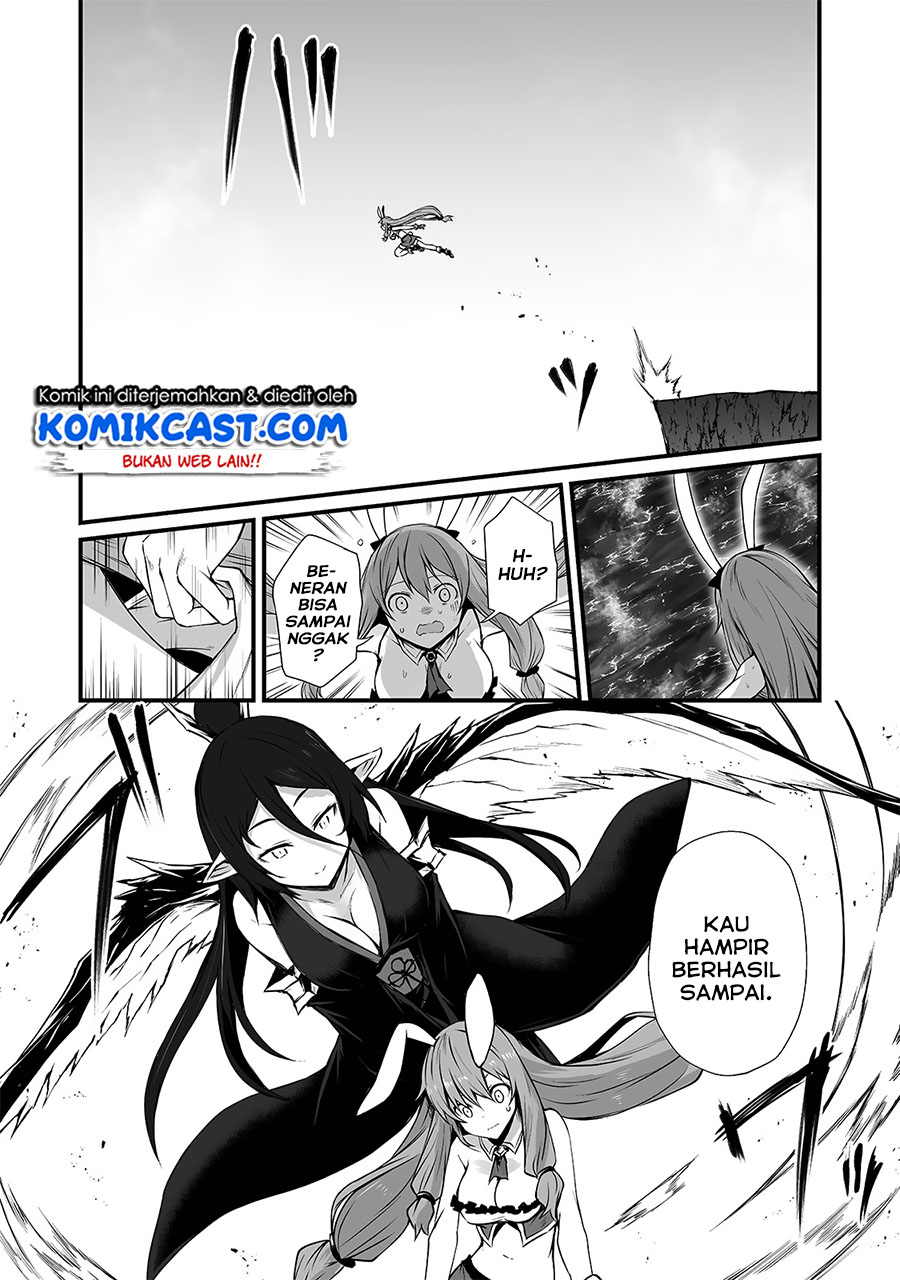 バッ
Komik ini diterjemahkan & diedit oleh
KOMIKCAST.COM
BUKAN WEB LAIN!!
H-
HUH?
BE-
NERAN
BISA
SAMPAI
NGGAK
?
KAU
HAMPIR
BERHASIL
SAMPAI.